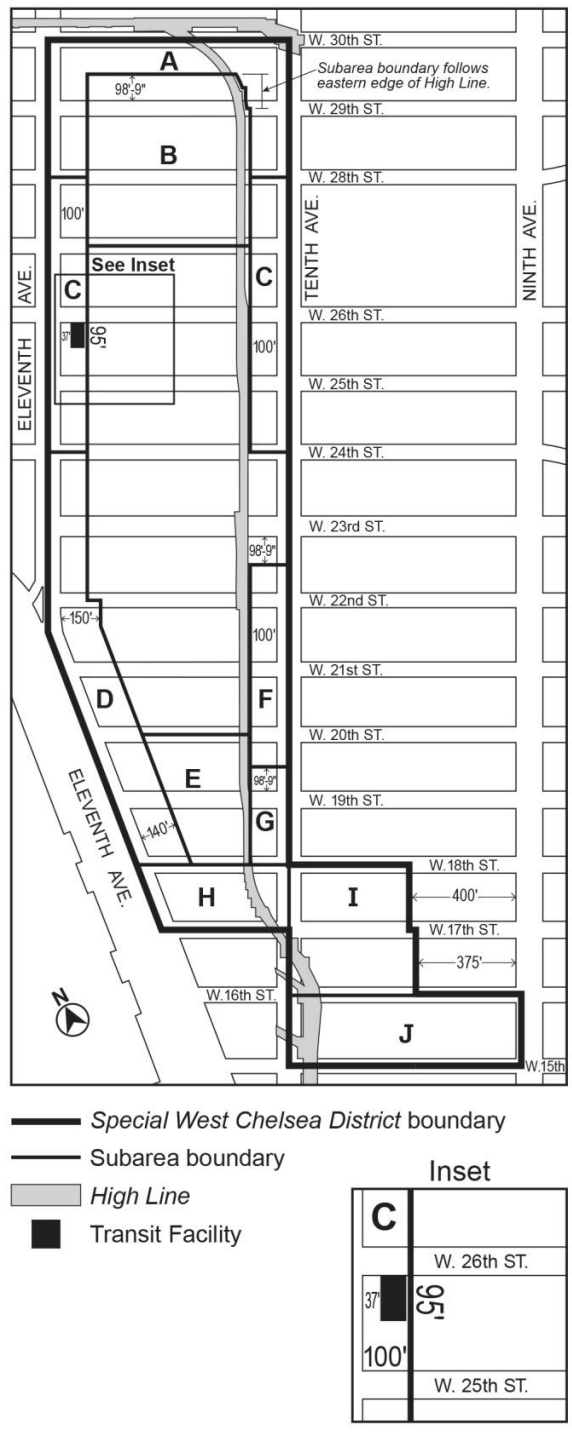 W. 30th ST.
A
98'-9"
Subarea boundary follows
eastern edge of High Line.
W. 29th ST.
B
W. 28th ST.
100'
TENTH AVE.
NINTH AVE.
See Inset
C
C
ELEVENTH AVE.
W. 26th ST.
37'
95'
100'
W. 25th ST.
W. 24th ST.
W. 23rd ST.
98'-9"
W. 22nd ST.
150'
100'
W. 21st ST.
D
F
W. 20th ST.
E
98'-9"
ELEVENTH AVE.
W. 19th ST.
G
140'
W.18th ST.
H
I
400'
W.17th ST.
375'
W.16th ST.
N
J
W.15th
Special West Chelsea District boundary
Subarea boundary
High Line
Transit Facility
Inset
C
W. 26th ST.
37'
95'
100'
W. 25th ST.